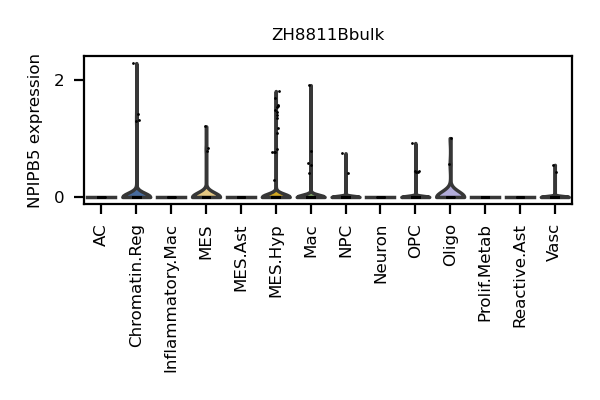 ZH8811Bbulk
NPIPB5 expression
2
0
AC
Chromatin.Reg
Inflammatory.Mac
MES
MES.Ast
MES.Hyp
Mac
NPC
Neuron
OPC
Oligo
Prolif.Metab
Reactive.Ast
Vasc